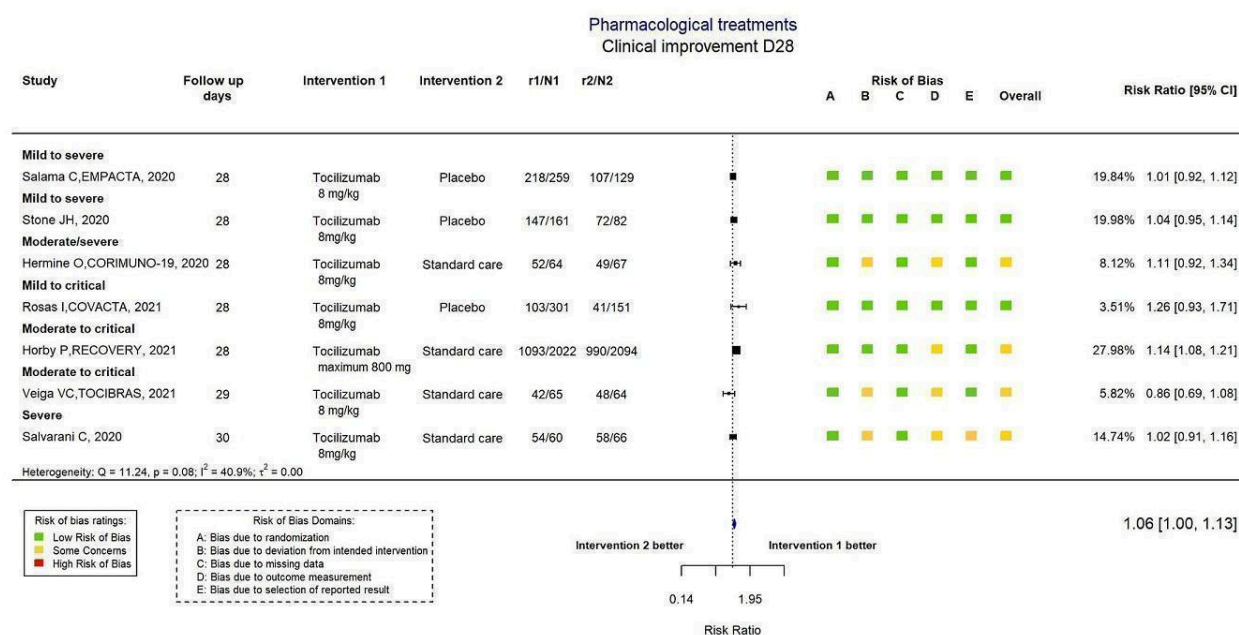 Pharmacological treatments
Clinical improvement D28
Study Follow up days Intervention 1 Intervention 2 r1/N1 r2/N2 Risk of Bias Risk Ratio [95% CI]
A B C D E Overall
Mild to severe
Salama C,EMPACTA, 2020 28 Tocilizumab 8 mg/kg Placebo 218/259 107/129 19.84% 1.01 [0.92, 1.12]
Mild to severe
Stone JH, 2020 28 Tocilizumab 8mg/kg Placebo 147/161 72/82 19.98% 1.04 [0.95, 1.14]
Moderate/severe
Hermine O,CORIMUNO-19, 2020 28 Tocilizumab 8mg/kg Standard care 52/64 49/67 8.12% 1.11 [0.92, 1.34]
Mild to critical
Rosas I,COVACTA, 2021 28 Tocilizumab 8mg/kg Placebo 103/301 41/151 3.51% 1.26 [0.93, 1.71]
Moderate to critical
Horby P,RECOVERY, 2021 28 Tocilizumab maximum 800 mg Standard care 1093/2022 990/2094 27.98% 1.14 [1.08, 1.21]
Moderate to critical
Veiga VC,TOCIBRAS, 2021 29 Tocilizumab 8 mg/kg Standard care 42/65 48/64 5.82% 0.86 [0.69, 1.08]
Severe
Salvarani C, 2020 30 Tocilizumab 8mg/kg Standard care 54/60 58/66 14.74% 1.02 [0.91, 1.16]
Heterogeneity: Q = 11.24, p = 0.08; I² = 40.9%; τ² = 0.00
1.06 [1.00, 1.13]
Risk of bias ratings:
Low Risk of Bias
Some Concerns
High Risk of Bias
Risk of Bias Domains:
A: Bias due to randomization
B: Bias due to deviation from intended intervention
C: Bias due to missing data
D: Bias due to outcome measurement
E: Bias due to selection of reported result
Intervention 2 better Intervention 1 better
0.14 1.95
Risk Ratio